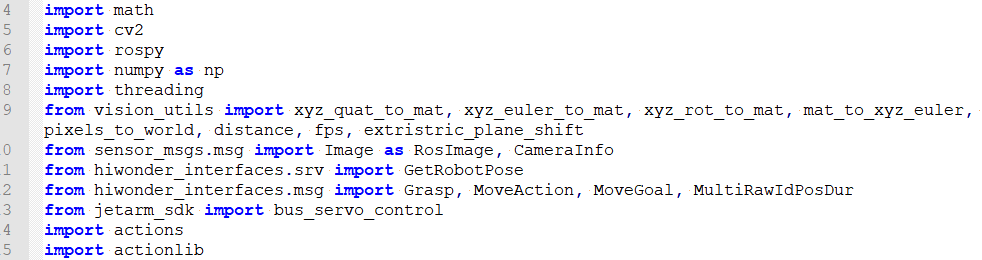 4 import math
5 import cv2
6 import rospy
7 import numpy as np
8 import threading
9 from vision_utils import xyz_quat_to_mat, xyz_euler_to_mat, xyz_rot_to_mat, mat_to_xyz_euler,
pixels_to_world, distance, fps, extristric_plane_shift
0 from sensor_msgs.msg import Image as RosImage, CameraInfo
1 from hiwonder_interfaces.srv import GetRobotPose
2 from hiwonder_interfaces.msg import Grasp, MoveAction, MoveGoal, MultiRawIdPosDur
3 from jetarm_sdk import bus_servo_control
4 import actions
5 import actionlib